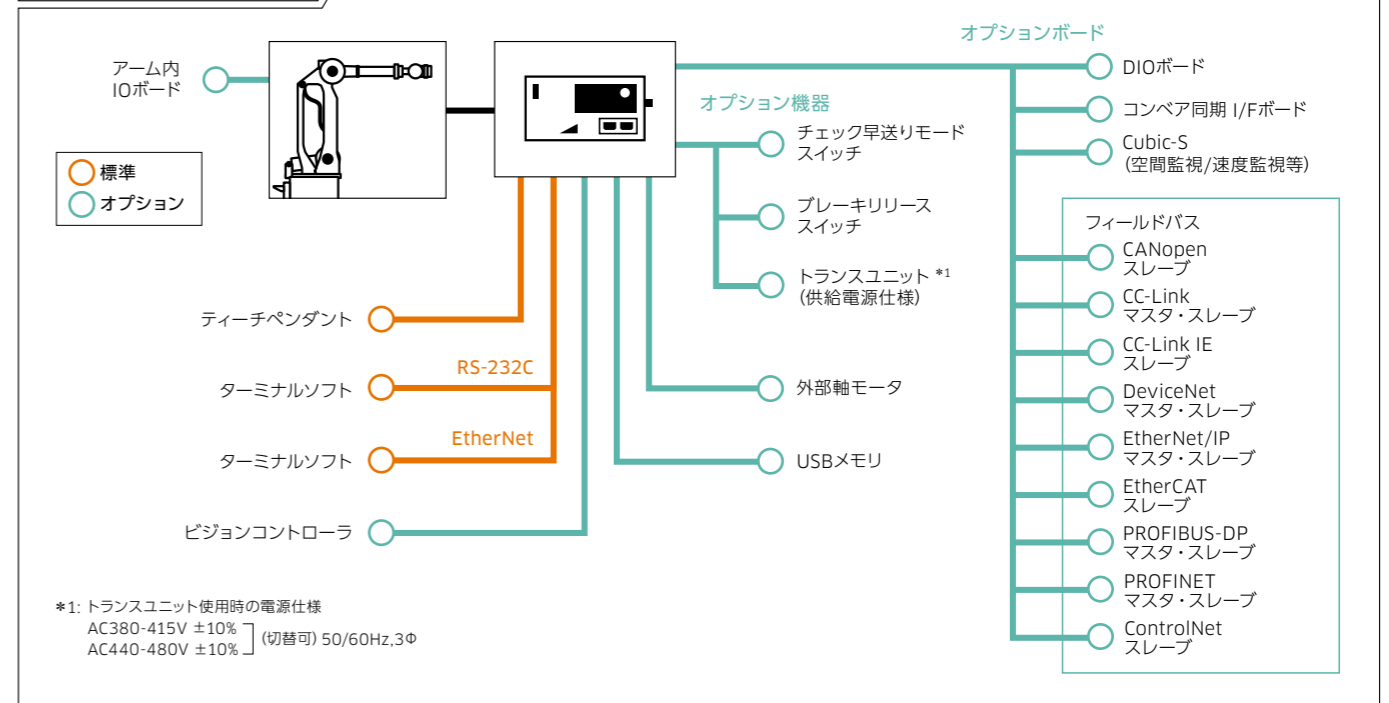 アーム内
IOボード
標準
オプション
ティーチペンダント
RS-232C
ターミナルソフト
EtherNet
ターミナルソフト
ビジョンコントローラ
オプション機器
チェック早送りモード
スイッチ
ブレーキリリース
スイッチ
トランスユニット *1
(供給電源仕様)
外部軸モータ
USBメモリ
オプションボード
DIOボード
コンベア同期 I/Fボード
Cubic-S
(空間監視/速度監視等)
フィールドバス
CANopen
スレーブ
CC-Link
マスタ・スレーブ
CC-Link IE
スレーブ
DeviceNet
マスタ・スレーブ
EtherNet/IP
マスタ・スレーブ
EtherCAT
スレーブ
PROFIBUS-DP
マスタ・スレーブ
PROFINET
マスタ・スレーブ
ControlNet
スレーブ
*1: トランスユニット使用時の電源仕様
AC380-415V ±10%
AC440-480V ±10%
(切替可) 50/60Hz,3Φ